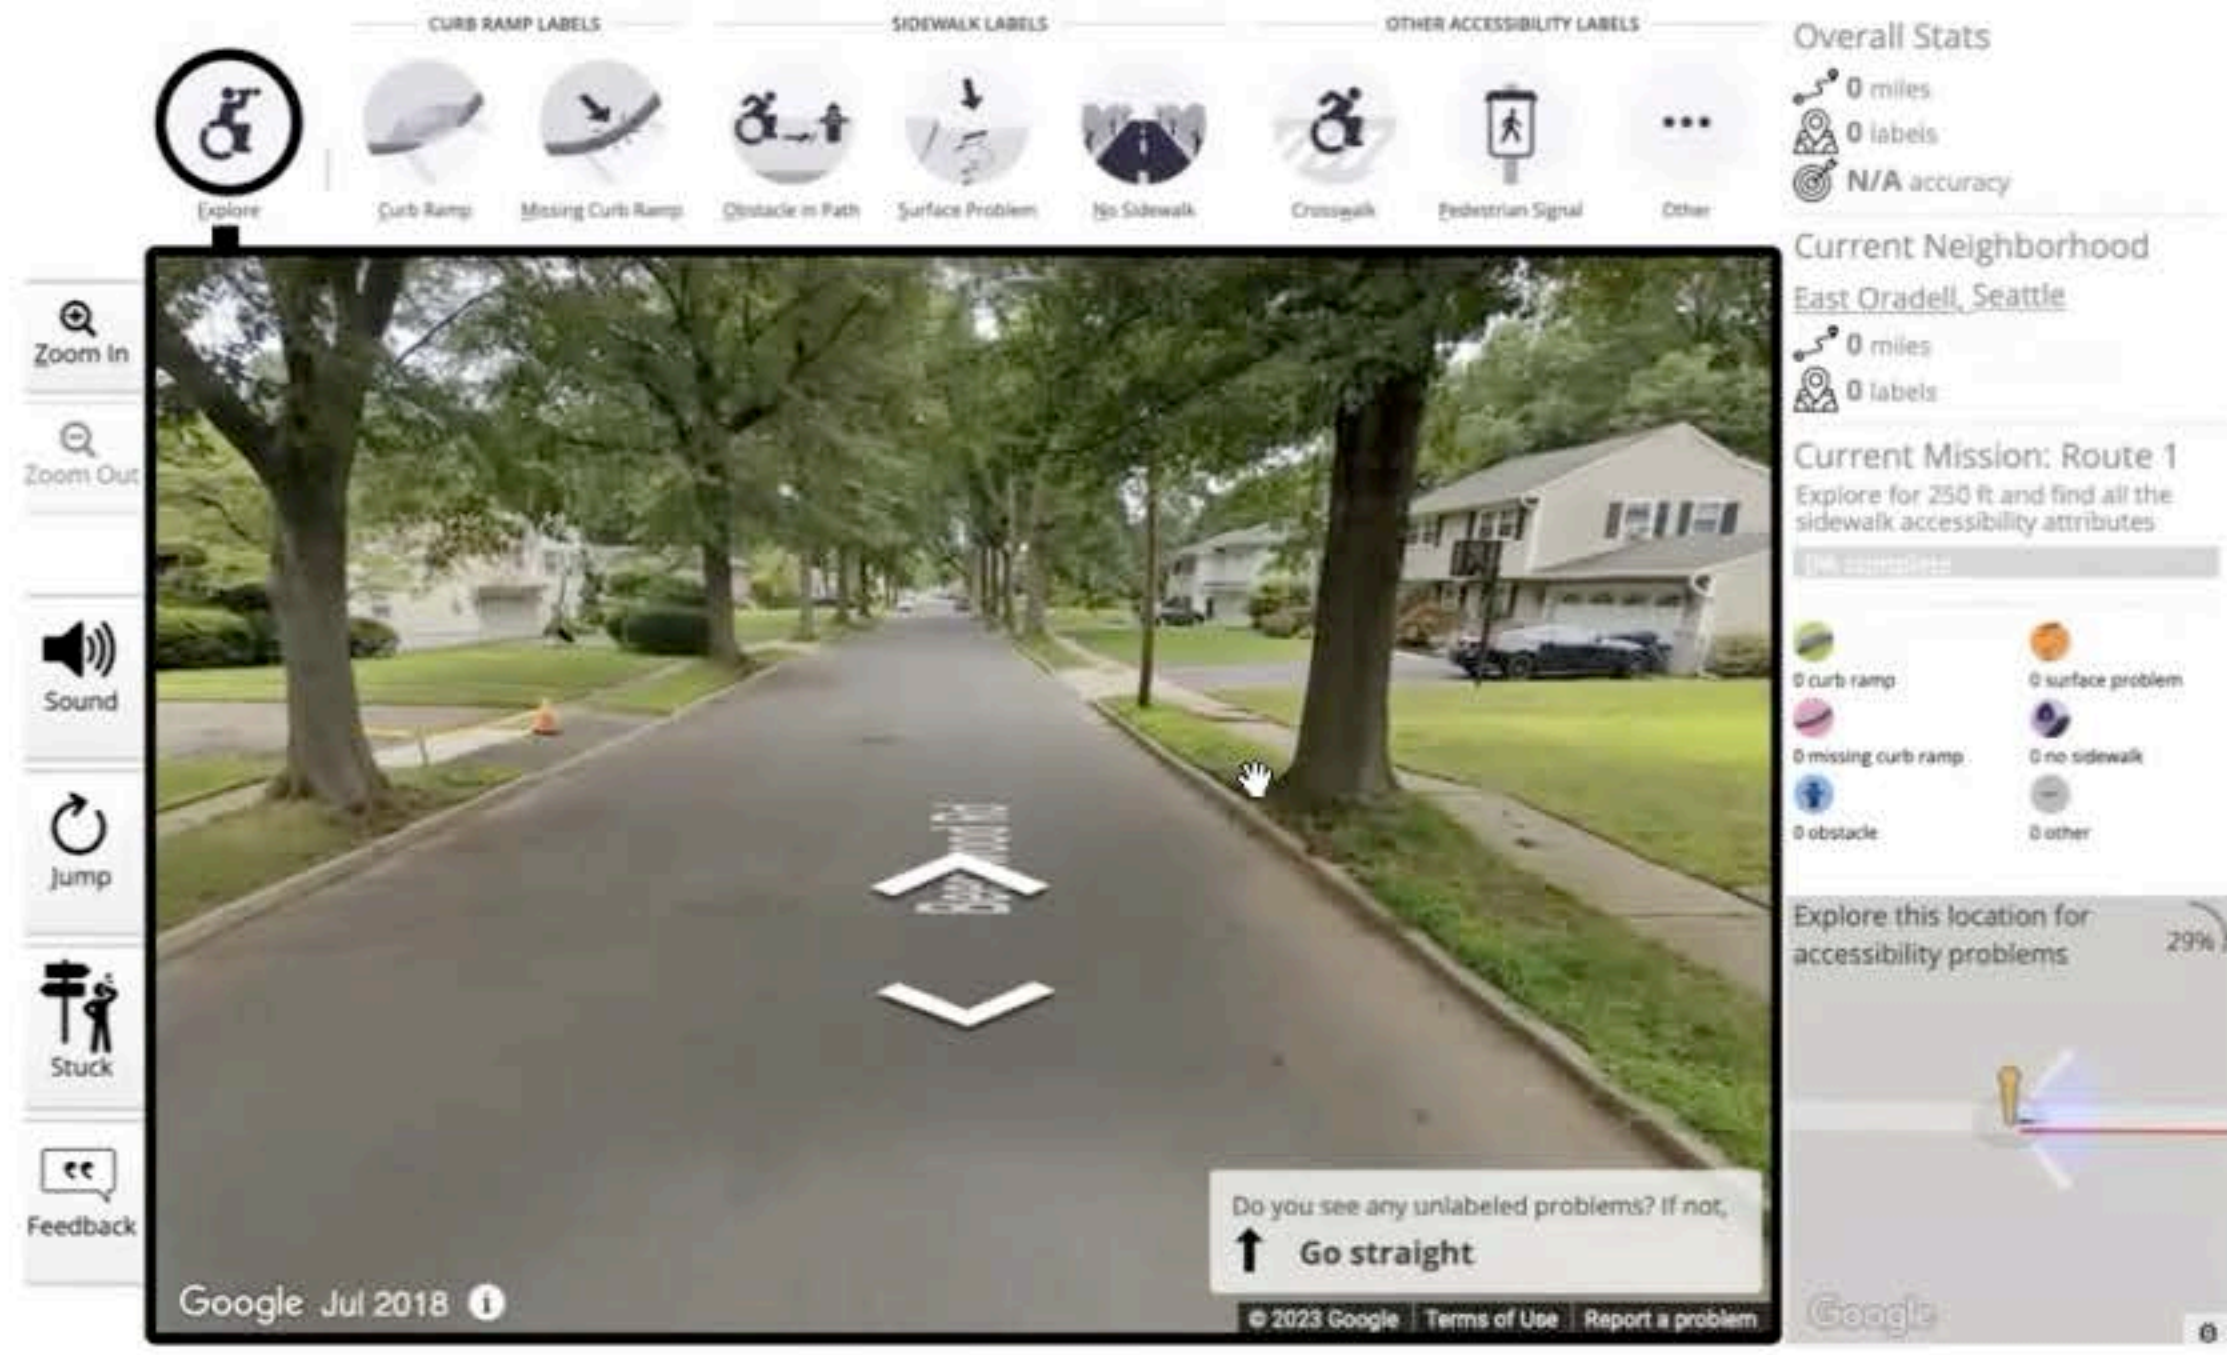 CURB RAMP LABELS
SIDEWALK LABELS
OTHER ACCESSIBILITY LABELS
Explore
Curb Ramp
Missing Curb Ramp
Obstacle in Path
Surface Problem
No Sidewalk
Crosswalk
Pedestrian Signal
Other
Zoom In
Zoom Out
Sound
Jump
Stuck
Feedback
Do you see any unlabeled problems? If not,
Go straight
Google Jul 2018
© 2023 Google Terms of Use Report a problem
Overall Stats
0 miles
0 labels
N/A accuracy
Current Neighborhood
East Oradell, Seattle
0 miles
0 labels
Current Mission: Route 1
Explore for 250 ft and find all the
sidewalk accessibility attributes
0% complete
0 curb ramp
0 surface problem
0 missing curb ramp
0 no sidewalk
0 obstacle
0 other
Explore this location for
accessibility problems
29%
Google